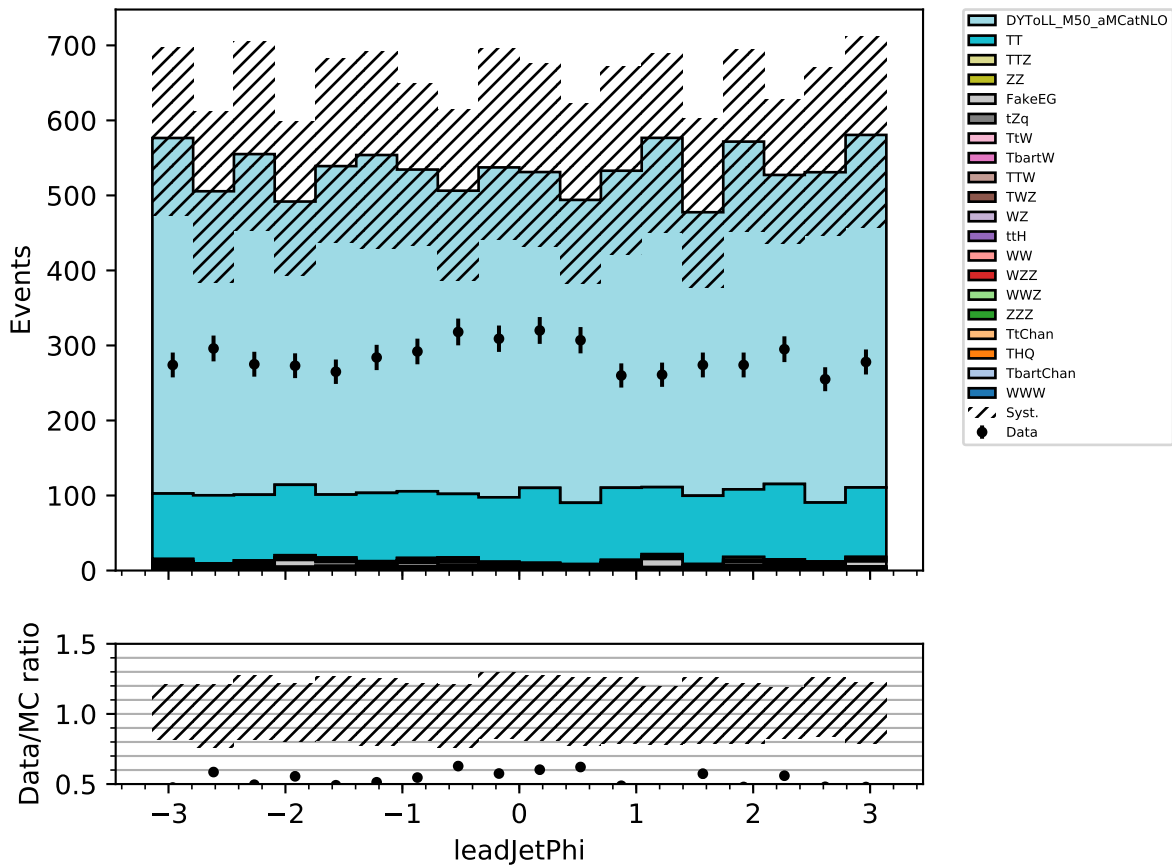 700
600
500
400
300
200
100
0
Events
DYToLL_M50_aMCatNLO
TT
TTZ
ZZ
FakeEG
tZq
TtW
TbartW
TTW
TWZ
WZ
ttH
WW
WZZ
WWZ
ZZZ
TtChan
THQ
TbartChan
WWW
Syst.
Data
1.5
1.0
0.5
Data/MC ratio
−3 −2 −1 0 1 2 3
leadJetPhi